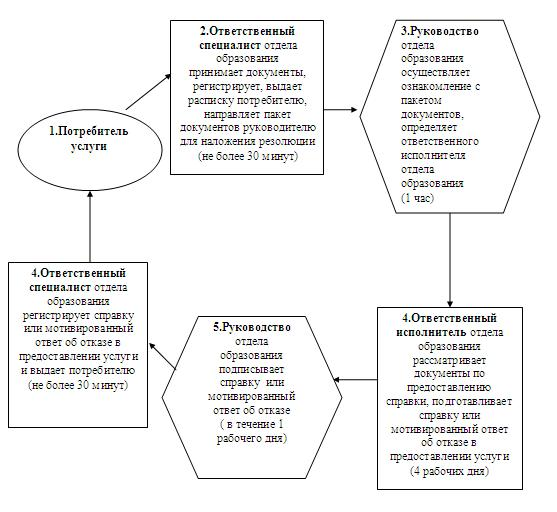 1.Потребитель
услуги
2.Ответственный
специалист отдела
образования
принимает документы,
регистрирует, выдает
расписку потребителю,
направляет пакет
документов руководителю
для наложения резолюции
(не более 30 минут)
3.Руководство
отдела
образования
осуществляет
ознакомление с
пакетом
документов,
определяет
ответственного
исполнителя
отдела
образования
(1 час)
4.Ответственный
исполнитель отдела
образования
рассматривает
документы по
предоставлению
справки, подготавливает
справку или
мотивированный ответ
об отказе в
предоставлении услуги
(4 рабочих дня)
5.Руководство
отдела
образования
подписывает
справку или
мотивированный
ответ об отказе
( в течение 1
рабочего дня)
4.Ответственный
специалист отдела
образования
регистрирует справку
или мотивированный
ответ об отказе в
предоставлении услуги
и выдает потребителю
(не более 30 минут)